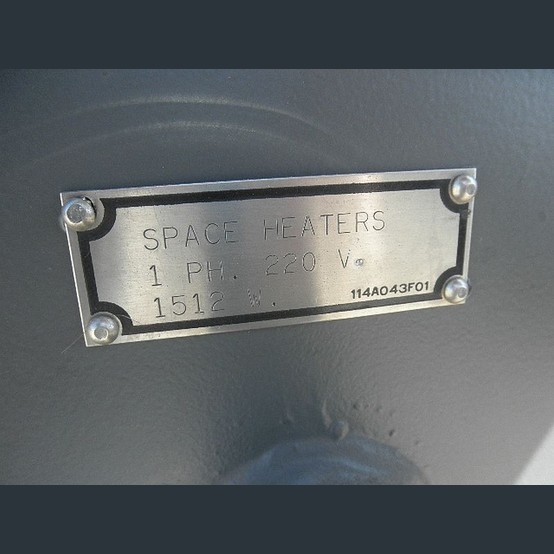 SPACE HEATERS
1 PH. 220 V.
1512 W.
114A043F01